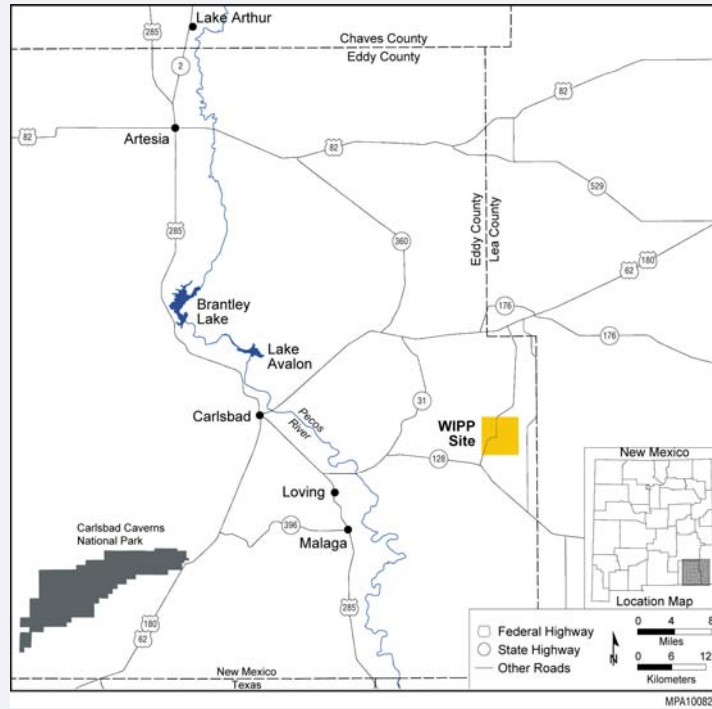 Lake Arthur
285
Chaves County
Eddy County
2
82
82
Artesia
82
529
Eddy County
Lea County
360
285
180
62
Brantley
Lake
176
176
Lake
Avalon
31
WIPP
Site
Carlsbad
Pecos
River
128
New Mexico
Loving
Carlsbad Caverns
National Park
396
Malaga
Location Map
285
Federal Highway
State Highway
Other Roads
N
0 4 8
Miles
0 6 12
Kilometers
180
62
New Mexico
Texas
MPA10082